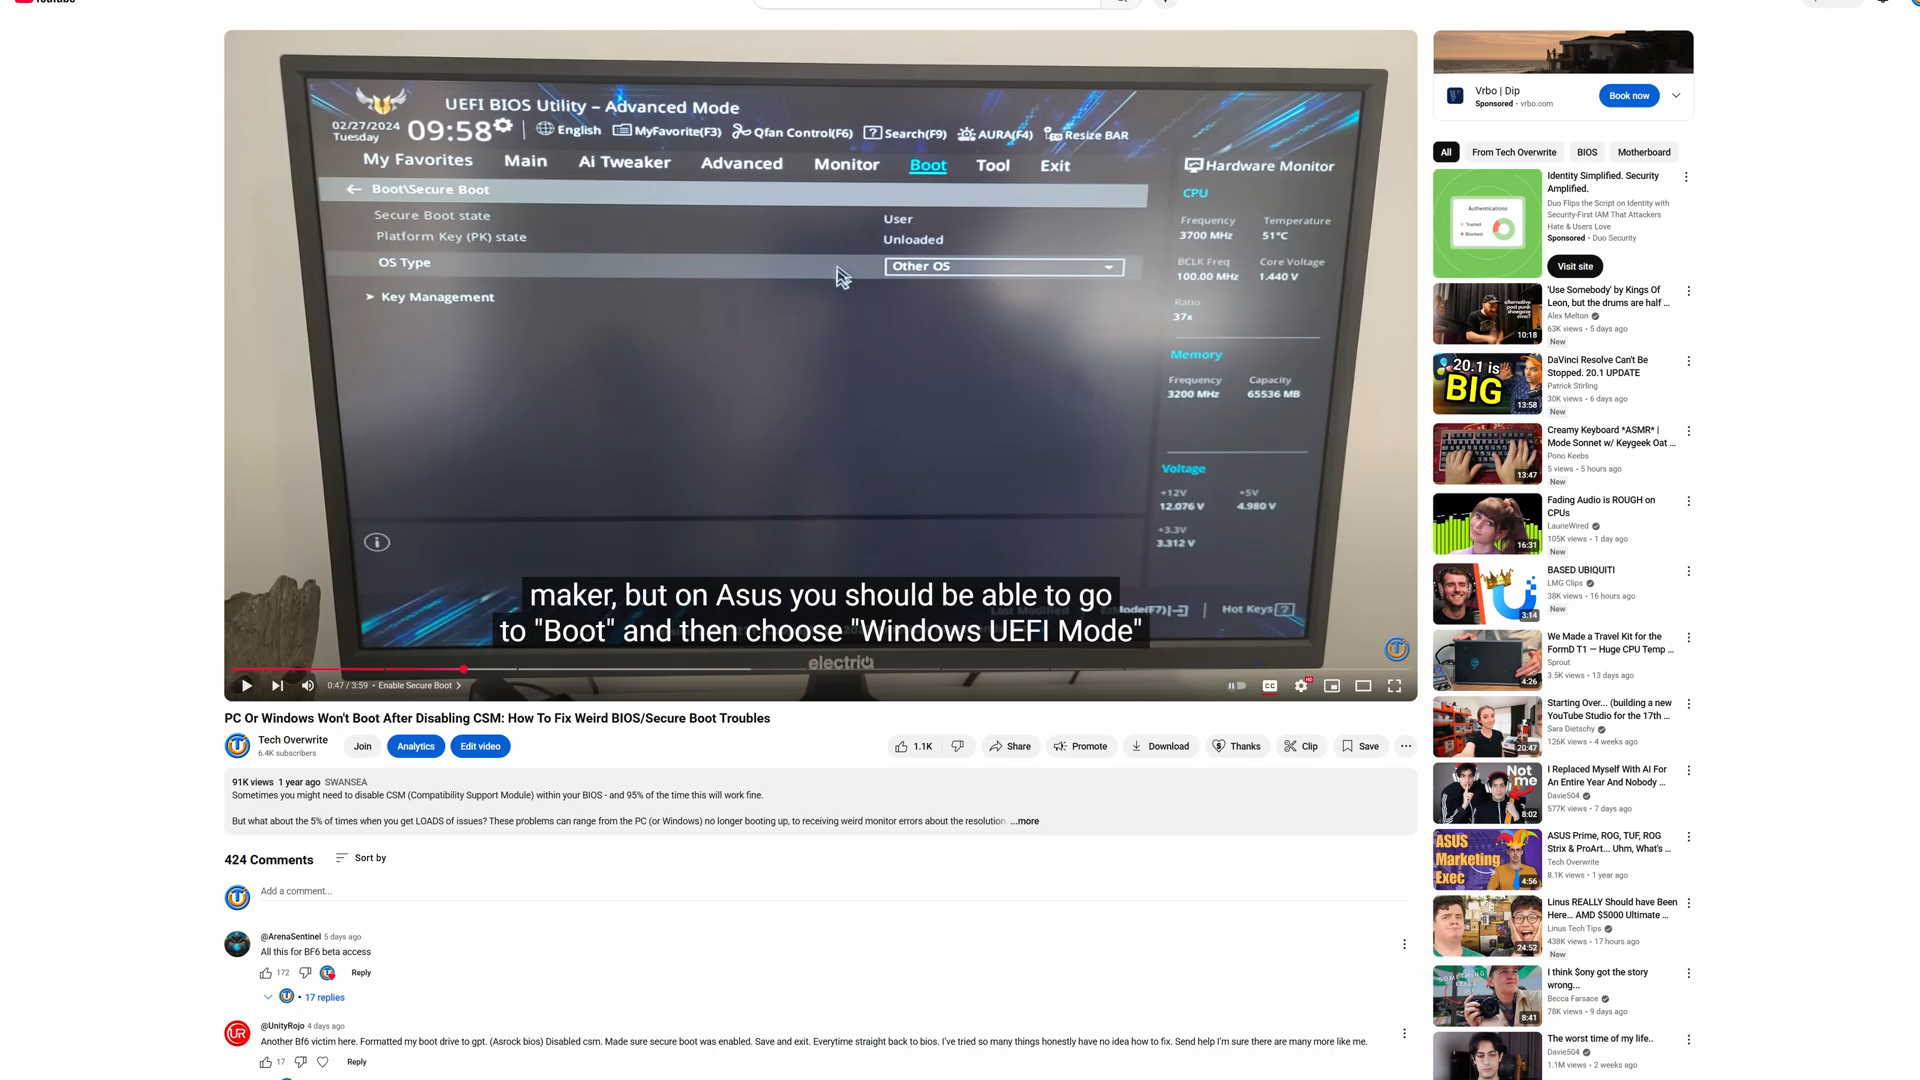 UEFI BIOS Utility – Advanced Mode
02/27/2024
Tuesday
09:58
English
MyFavorite(F3)
Qfan Control(F6)
Search(F9)
AURA(F4)
Resize BAR
My Favorites
Main
Ai Tweaker
Advanced
Monitor
Boot
Tool
Exit
Boot\Secure Boot
Secure Boot state
User
Platform Key (PK) state
Unloaded
OS Type
Other OS
Key Management
Hardware Monitor
CPU
Frequency Temperature
3700 MHz 51°C
BCLK Freq Core Voltage
100.00 MHz 1.440 V
Ratio
37x
Memory
Frequency Capacity
3200 MHz 65536 MB
Voltage
+12V +5V
12.076 V 4.980 V
+3.3V
3.312 V
Last Modified
Hot Keys ?
maker, but on Asus you should be able to go
to "Boot" and then choose "Windows UEFI Mode"
electriq
0:47 / 3:59 • Enable Secure Boot
CC
HD
PC Or Windows Won't Boot After Disabling CSM: How To Fix Weird BIOS/Secure Boot Troubles
Tech Overwrite
6.4K subscribers
Join
Analytics
Edit video
1.1K
Share
Promote
Download
Thanks
Clip
Save
91K views 1 year ago SWANSEA
Sometimes you might need to disable CSM (Compatibility Support Module) within your BIOS - and 95% of the time this will work fine.
But what about the 5% of times when you get LOADS of issues? These problems can range from the PC (or Windows) no longer booting up, to receiving weird monitor errors about the resolution. ...more
424 Comments
Sort by
Add a comment...
@ArenaSentinel 5 days ago
All this for BF6 beta access
172
Reply
17 replies
@UnityRojo 4 days ago
Another Bf6 victim here. Formatted my boot drive to gpt. (Asrock bios) Disabled csm. Made sure secure boot was enabled. Save and exit. Everytime straight back to bios. I've tried so many things honestly have no idea how to fix. Send help I'm sure there are many more like me.
17
Reply
UR
Vrbo | Dip
Sponsored • vrbo.com
Book now
All
From Tech Overwrite
BIOS
Motherboard
Identity Simplified. Security
Amplified.
Duo Flips the Script on Identity with
Security-First IAM That Attackers
Hate & Users Love
Sponsored • Duo Security
Visit site
Authentications
Trusted
Blocked
'Use Somebody' by Kings Of
Leon, but the drums are half ...
Alex Melton
63K views • 5 days ago
New
10:18
DaVinci Resolve Can't Be
Stopped. 20.1 UPDATE
Patrick Stirling
30K views • 6 days ago
New
20.1 is
BIG
13:58
Creamy Keyboard *ASMR* |
Mode Sonnet w/ Keygeek Oat ...
Pono Keebs
5 views • 5 hours ago
New
13:47
Fading Audio is ROUGH on
CPUs
LaurieWired
105K views • 1 day ago
New
16:31
BASED UBIQUITI
LMG Clips
38K views • 16 hours ago
New
3:14
We Made a Travel Kit for the
FormD T1 — Huge CPU Temp ...
Sprout
3.5K views • 13 days ago
4:26
Starting Over... (building a new
YouTube Studio for the 17th ...
Sara Dietschy
126K views • 4 weeks ago
20:47
I Replaced Myself With AI For
An Entire Year And Nobody ...
Davie504
577K views • 7 days ago
Not
me
8:02
ASUS Prime, ROG, TUF, ROG
Strix & ProArt... Uhm, What's ...
Tech Overwrite
8.1K views • 1 year ago
ASUS
Marketing
Exec
4:56
Linus REALLY Should have Been
Here... AMD $5000 Ultimate ...
Linus Tech Tips
438K views • 17 hours ago
New
24:52
I think $ony got the story
wrong...
Becca Farsace
78K views • 9 days ago
8:41
The worst time of my life..
Davie504
1.1M views • 2 weeks ago